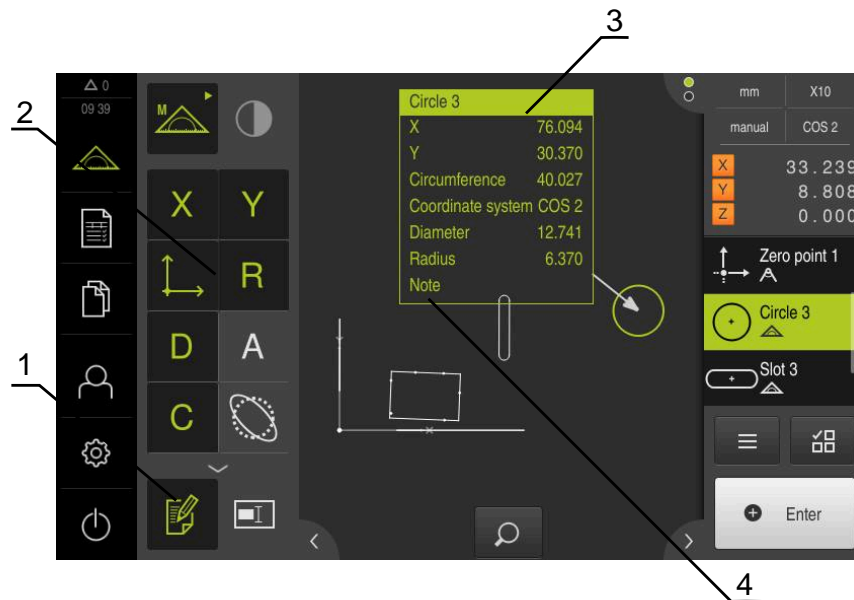 3
2
1
4
0
09 39
M
X
Y
R
D
A
C
Circle 3
X 76.094
Y 30.370
Circumference 40.027
Coordinate system COS 2
Diameter 12.741
Radius 6.370
Note
mm X10
manual COS 2
X 33.239
Y 8.808
Z 0.000
Zero point 1
Circle 3
Slot 3
Enter